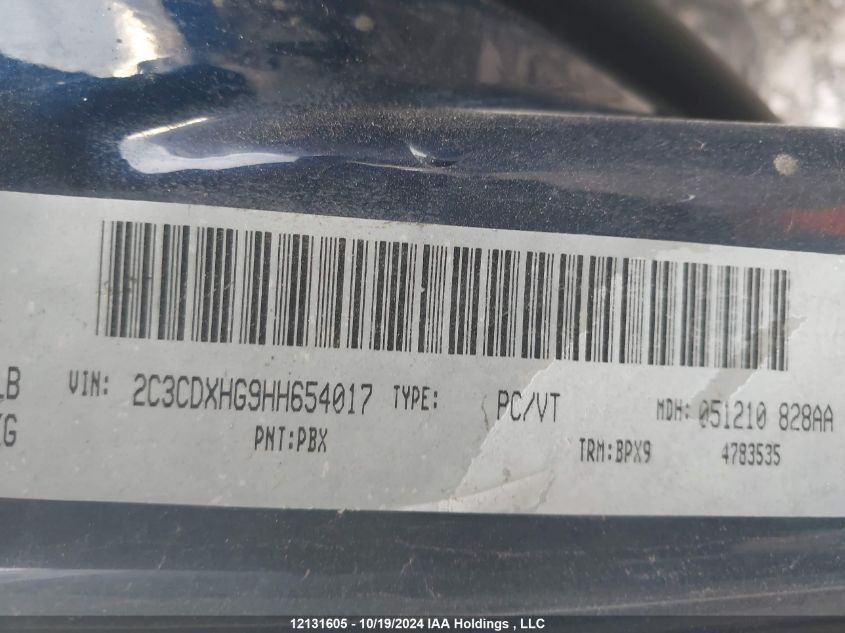 LB VIN: 2C3CDXHG9HH654017 TYPE: PC/VT MDH: 051210 828AA
KG PNT:PBX TRM:BPX9 4783535
12131605 - 10/19/2024 IAA Holdings , LLC